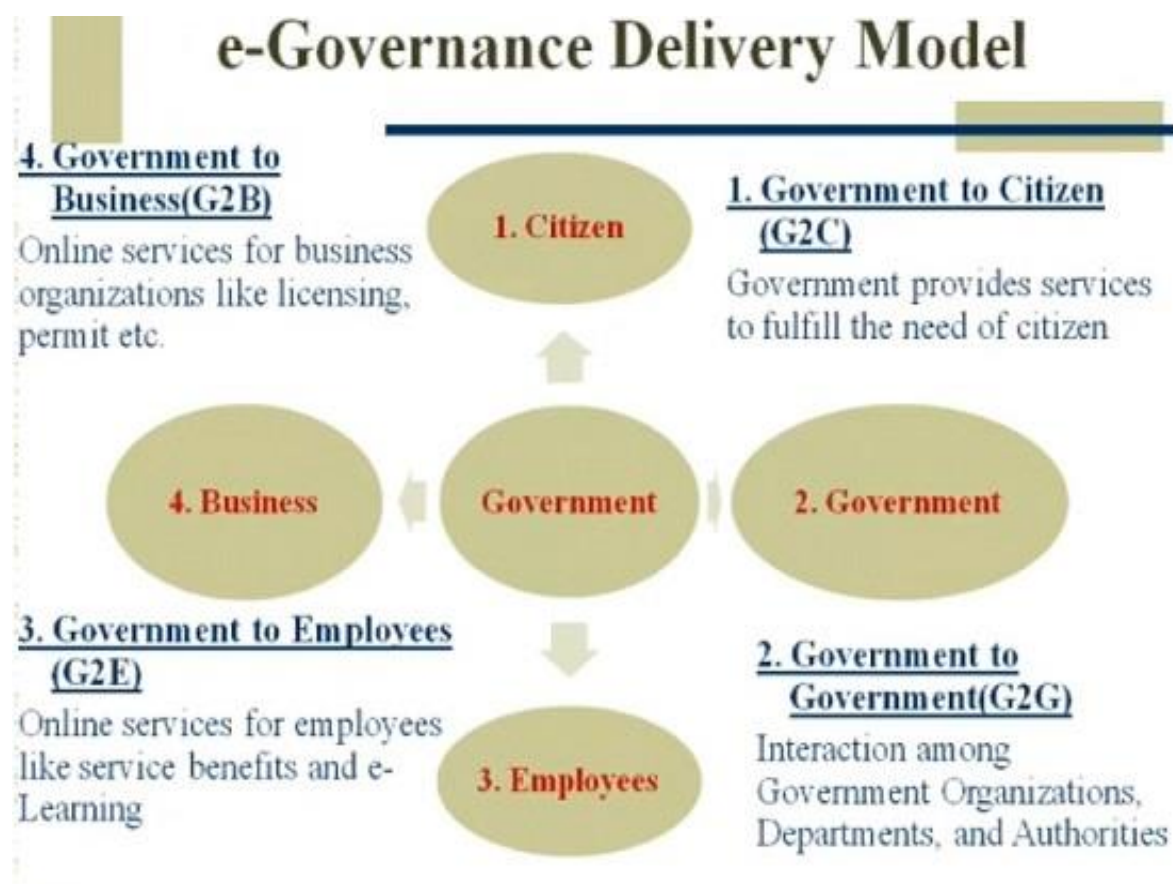 e-Governance Delivery Model
4. Government to
Business(G2B)
Online services for business
organizations like licensing,
permit etc.
1. Citizen
1. Government to Citizen
(G2C)
Government provides services
to fulfill the need of citizen
4. Business
Government
2. Government
3. Government to Employees
(G2E)
Online services for employees
like service benefits and e-
Learning
3. Employees
2. Government to
Government(G2G)
Interaction among
Government Organizations,
Departments, and Authorities